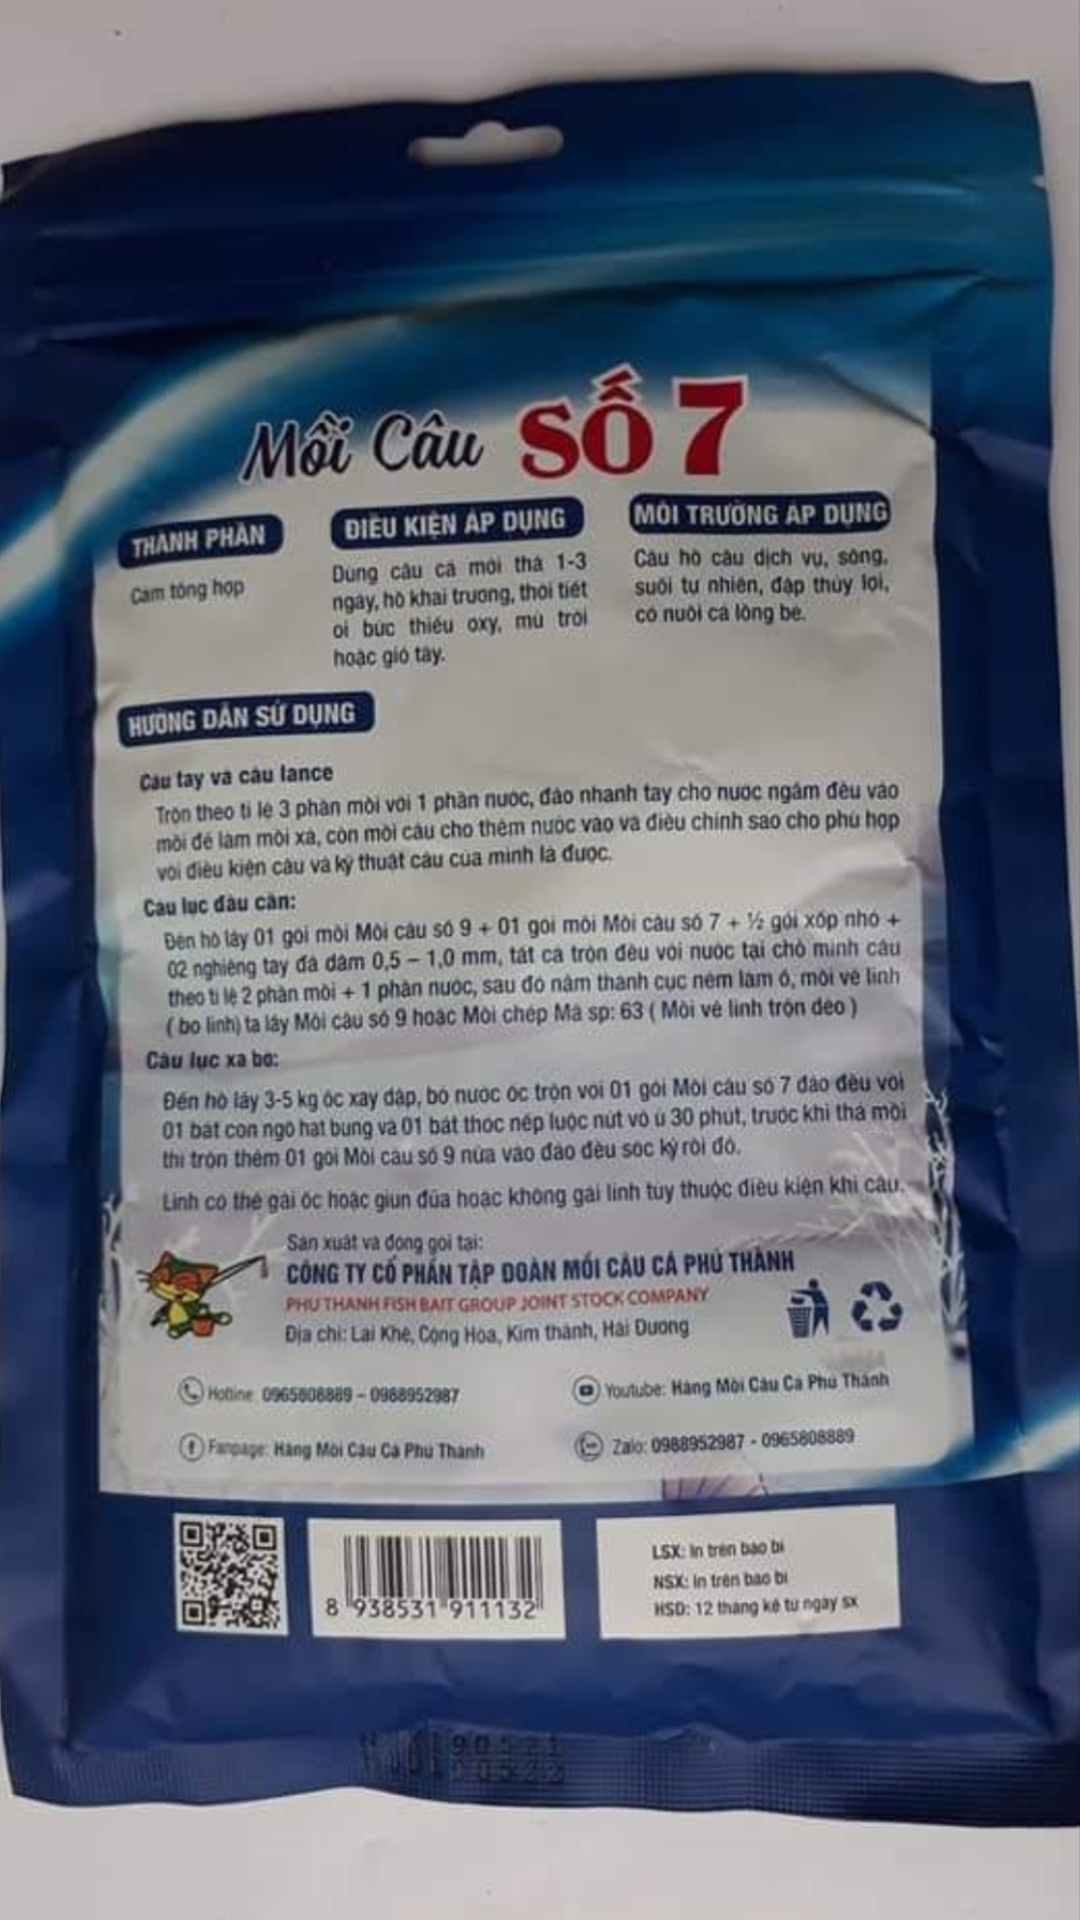 Mồi Câu SỐ 7
THÀNH PHẦN
Cám tổng hợp
ĐIỀU KIỆN ÁP DỤNG
Dùng câu cá mới thả 1-3
ngày, hồ khai trương, thời tiết
oi bức thiếu oxy, mù trời
hoặc gió tây.
MÔI TRƯỜNG ÁP DỤNG
Câu hồ câu dịch vụ, sông,
suối tự nhiên, đập thủy lợi,
có nuôi cá lồng bè.
HƯỚNG DẪN SỬ DỤNG
Câu tay và câu lance
Trộn theo tỉ lệ 3 phần mồi với 1 phần nước, đảo nhanh tay cho nước ngấm đều vào
mồi để làm mồi xả, còn mồi câu cho thêm nước vào và điều chỉnh sao cho phù hợp
với điều kiện câu và kỹ thuật câu của mình là được.
Câu lục đầu cần:
Đến hồ lấy 01 gói mồi Mồi câu số 9 + 01 gói mồi Mồi câu số 7 + ½ gói xốp nhỏ +
02 nghiêng tay đá dăm 0,5 – 1,0 mm, tất cả trộn đều với nước tại chỗ mình câu
theo tỉ lệ 2 phần mồi + 1 phần nước, sau đó nắm thành cục ném làm ổ, mồi vê linh
( bo linh) ta lấy Mồi câu số 9 hoặc Mồi chép Mã sp: 63 ( Mồi vê linh trộn dẻo )
Câu lục xa bờ:
Đến hồ lấy 3-5 kg ốc xay dập, bỏ nước ốc trộn với 01 gói Mồi câu số 7 đảo đều với
01 bát con ngô hạt bung và 01 bát thóc nếp luộc nứt vỏ ủ 30 phút, trước khi thả mồi
thì trộn thêm 01 gói Mồi câu số 9 nữa vào đảo đều sóc kỹ rồi đó.
Linh có thể gài ốc hoặc giun đũa hoặc không gài linh tùy thuộc điều kiện khi câu.
Sản xuất và đóng gói tại:
CÔNG TY CỔ PHẦN TẬP ĐOÀN MỒI CÂU CÁ PHÚ THÀNH
PHU THANH FISH BAIT GROUP JOINT STOCK COMPANY
Địa chỉ: Lai Khê, Cộng Hòa, Kim thành, Hải Dương
Hotline: 0965808889 – 0988952987
Youtube: Hãng Mồi Câu Cá Phú Thành
Fanpage: Hãng Mồi Câu Cá Phú Thành
Zalo: 0988952987 - 0965808889
8 938531 911132
LSX: In trên bao bì
NSX: In trên bao bì
HSD: 12 tháng kể từ ngày sx